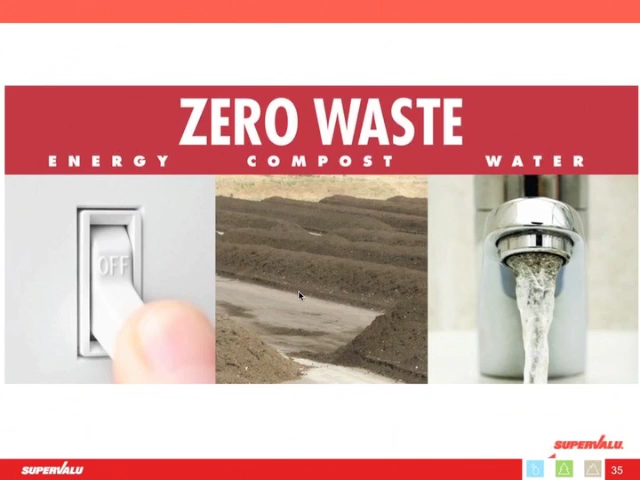 ZERO WASTE
ENERGY COMPOST WATER
OFF
SUPERVALU
SUPERVALU 35